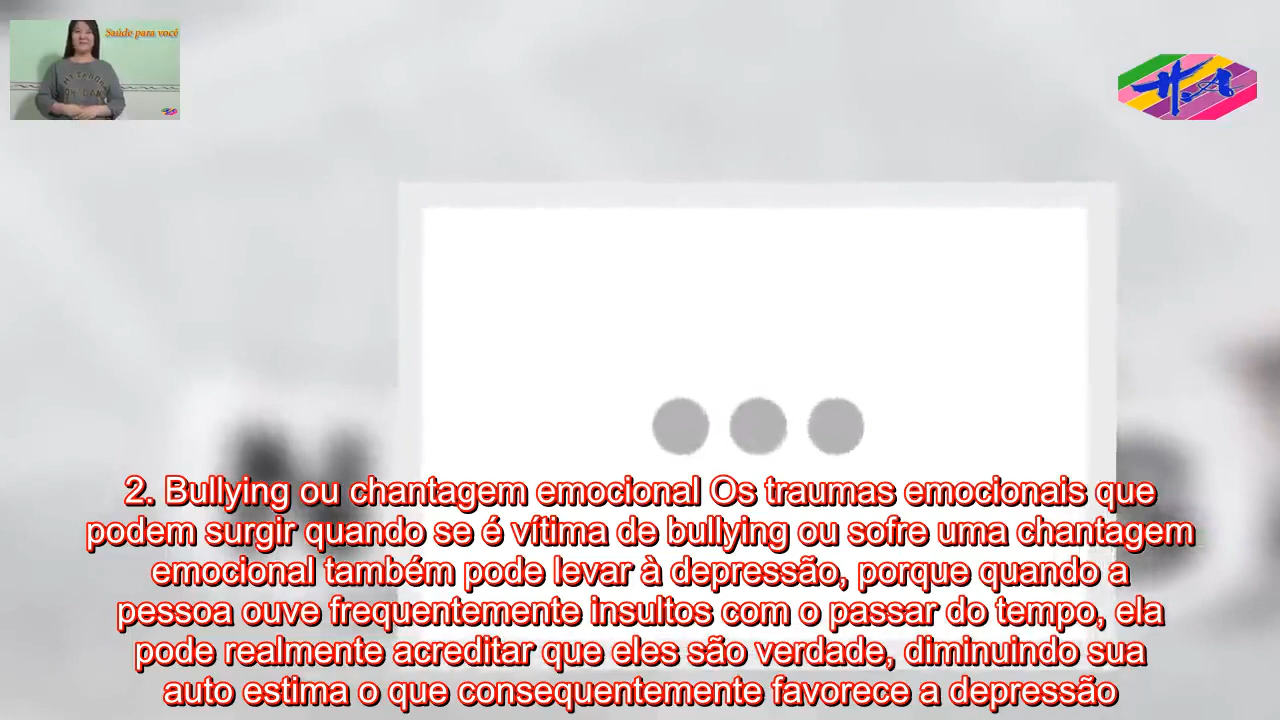 Saúde para você
2. Bullying ou chantagem emocional Os traumas emocionais que
podem surgir quando se é vítima de bullying ou sofre uma chantagem
emocional também pode levar à depressão, porque quando a
pessoa ouve frequentemente insultos com o passar do tempo, ela
pode realmente acreditar que eles são verdade, diminuindo sua
auto estima o que consequentemente favorece a depressão